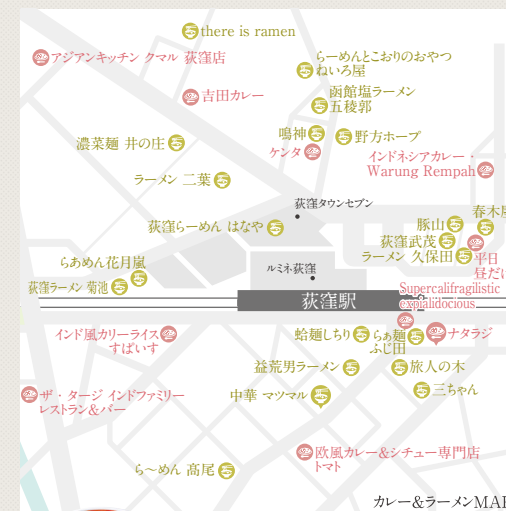 there is ramen
アジアンキッチン クマル 荻窪店
らーめんとこおりのおやつ
ねいろ屋
吉田カレー
函館塩ラーメン
五稜郭
鳴神
野方ホープ
濃菜麺 井の庄
ケンタ
インドネシアカレー・
Warung Rempah
ラーメン 二葉
荻窪タウンセブン
春木屋
荻窪らーめん はなや
豚山
荻窪武茂
ラーメン 久保田
平日
昼だけ
らあめん花月嵐
ルミネ荻窪
荻窪ラーメン 菊池
Supercalifragilistic
expialidocious
荻窪駅
インド風カリーライス
すぱいす
蛤麺しちり
らぁ麺
ふじ田
ナタラジ
益荒男ラーメン
旅人の木
ザ・タージ インドファミリー
レストラン&バー
中華 マツマル
三ちゃん
欧風カレー&シチュー専門店
トマト
ら〜めん 髙尾
カレー&ラーメンMAP